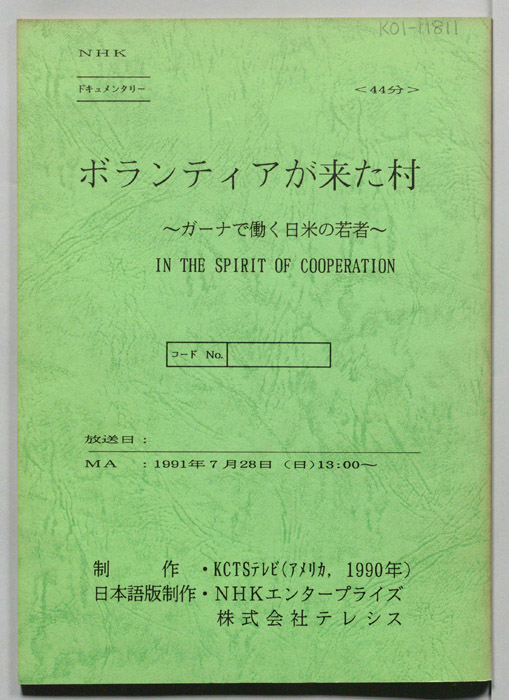 K01-11811
NHK
ドキュメンタリー
<44分>
ボランティアが来た村
～ガーナで働く日米の若者～
IN THE SPIRIT OF COOPERATION
コード No.
放送日：
MA ：1991年7月28日（日）13:00～
制 作・KCTSテレビ(アメリカ, 1990年)
日本語版制作・NHKエンタープライズ
株式会社テレシス